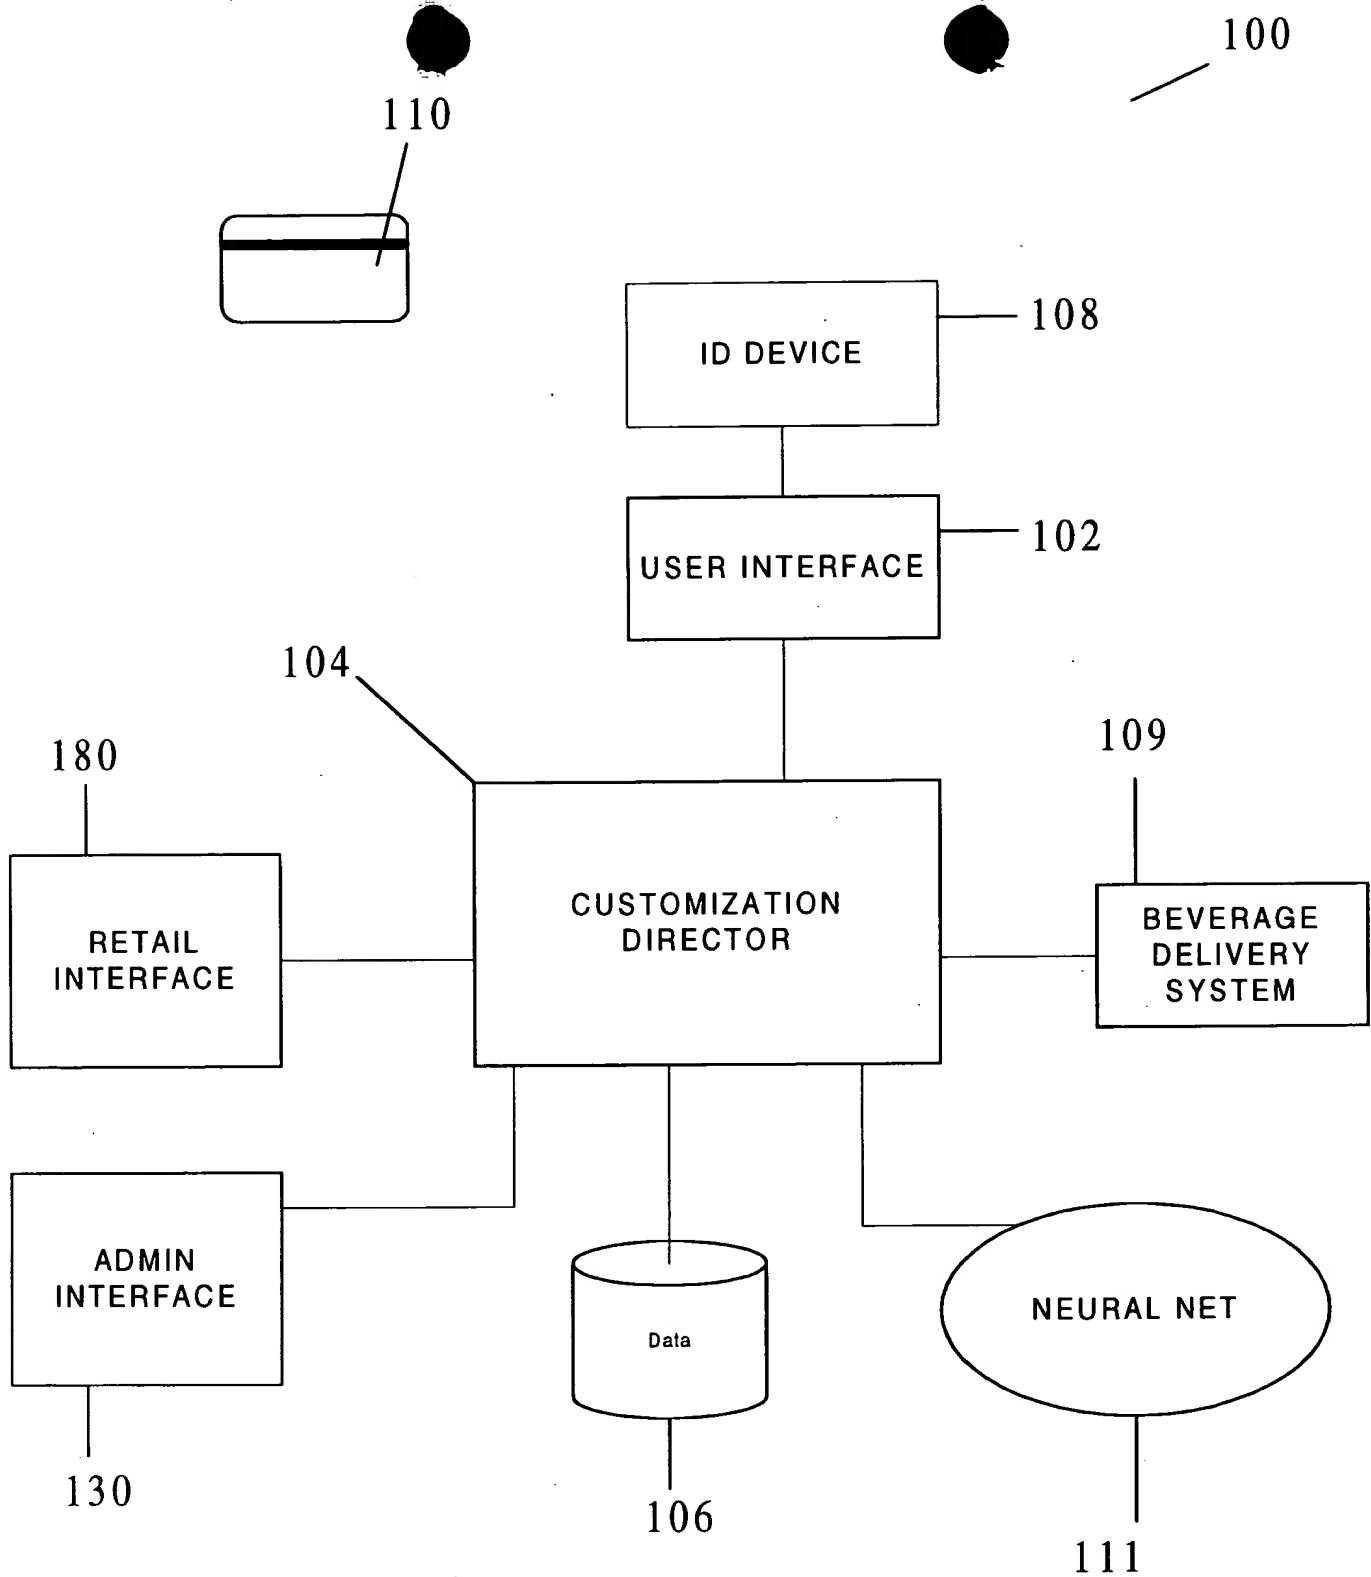 100
110
108
ID DEVICE
102
USER INTERFACE
104
180
109
CUSTOMIZATION
DIRECTOR
BEVERAGE
DELIVERY
SYSTEM
RETAIL
INTERFACE
ADMIN
INTERFACE
NEURAL NET
Data
130
106
111